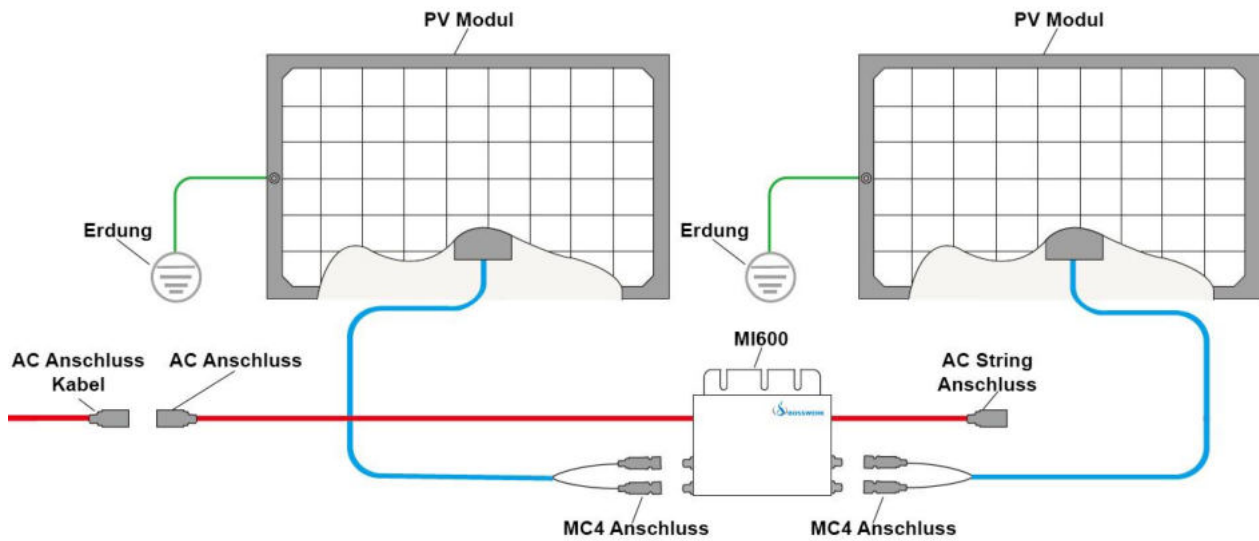 PV Modul
PV Modul
Erdung
Erdung
MI600
AC Anschluss
Kabel
AC Anschluss
AC String
Anschluss
BOSSWERK
MC4 Anschluss
MC4 Anschluss